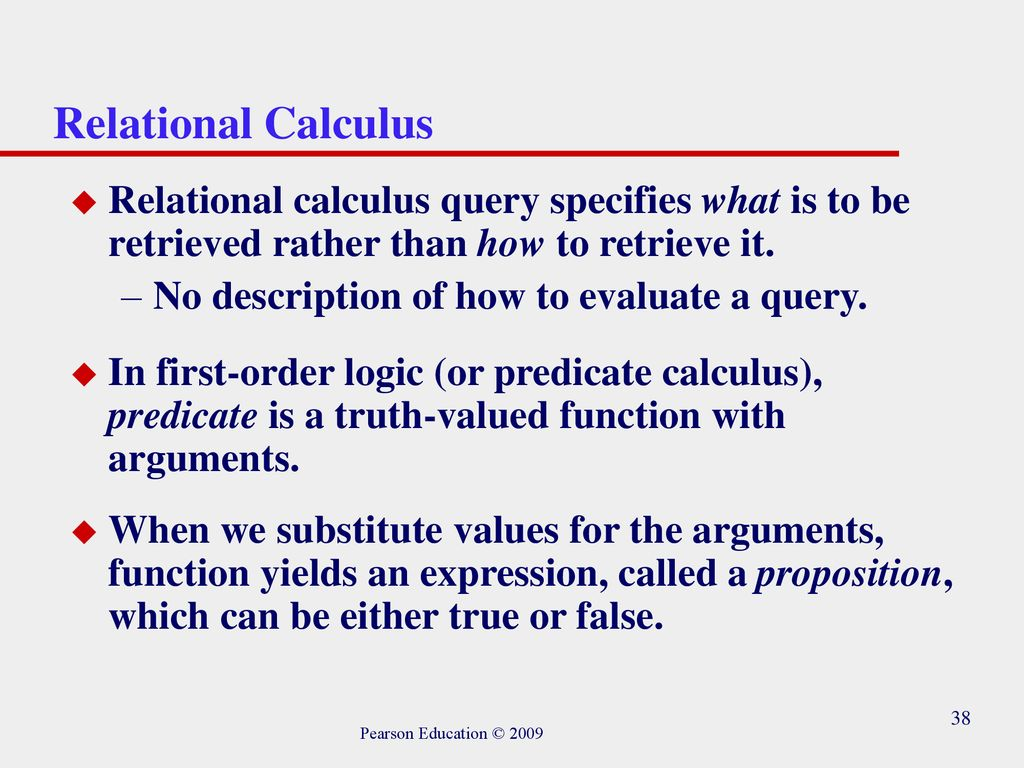 Relational Calculus
◆ Relational calculus query specifies what is to be
retrieved rather than how to retrieve it.
– No description of how to evaluate a query.
◆ In first-order logic (or predicate calculus),
predicate is a truth-valued function with
arguments.
◆ When we substitute values for the arguments,
function yields an expression, called a proposition,
which can be either true or false.
38
Pearson Education © 2009